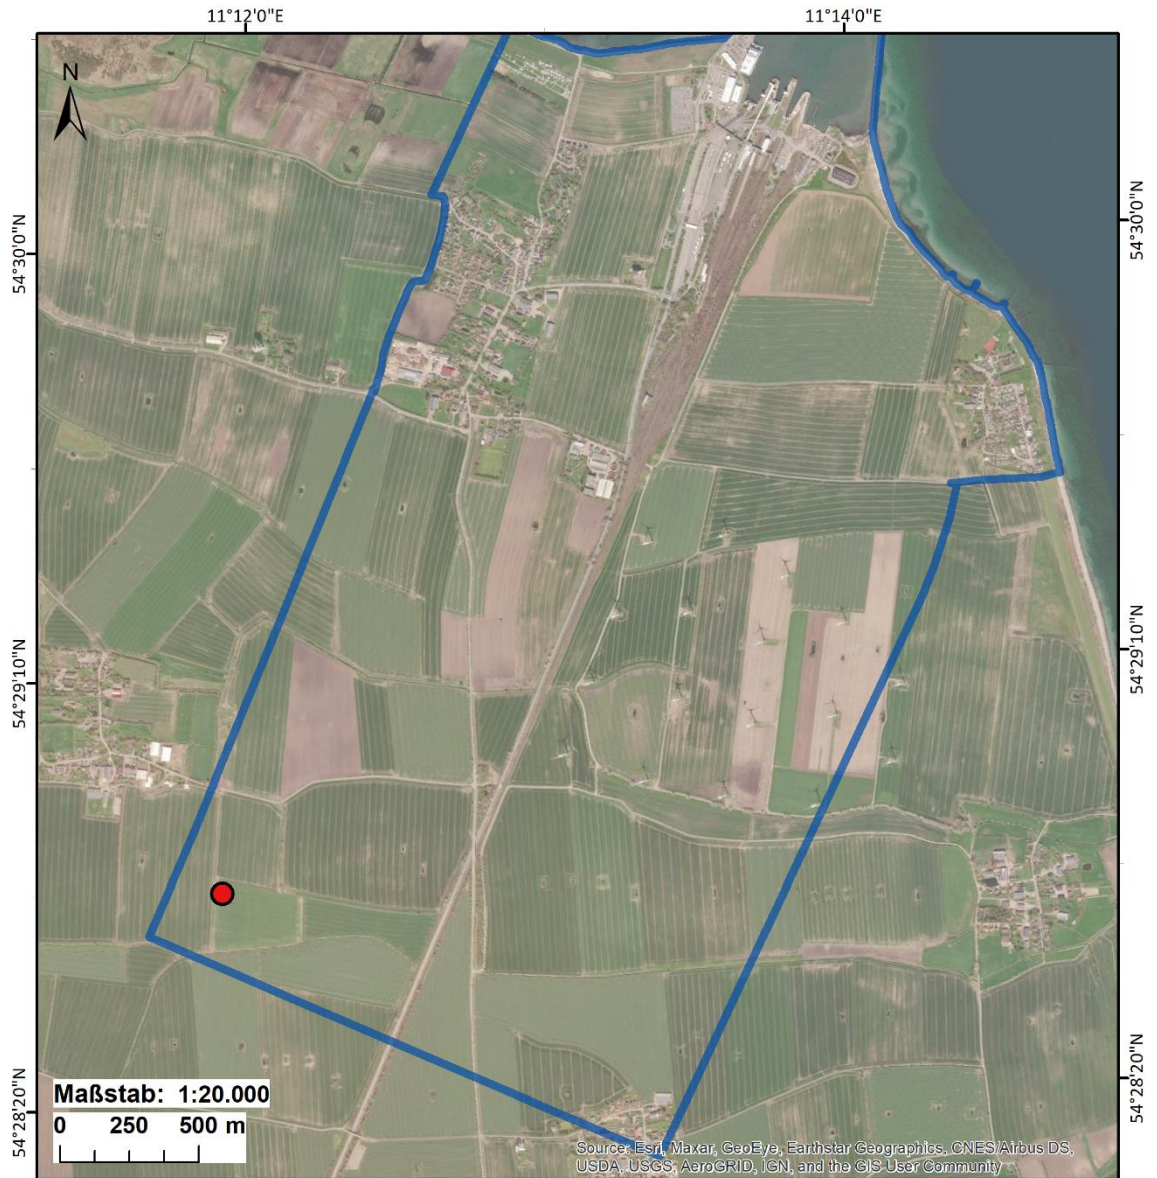 11°12'0"E
11°14'0"E
N
54°30'0"N
54°30'0"N
54°29'10"N
54°29'10"N
54°28'20"N
54°28'20"N
Maßstab: 1:20.000
0 250 500 m
Source: Esri, Maxar, GeoEye, Earthstar Geographics, CNES/Airbus DS,
USDA, USGS, AeroGRID, IGN, and the GIS User Community